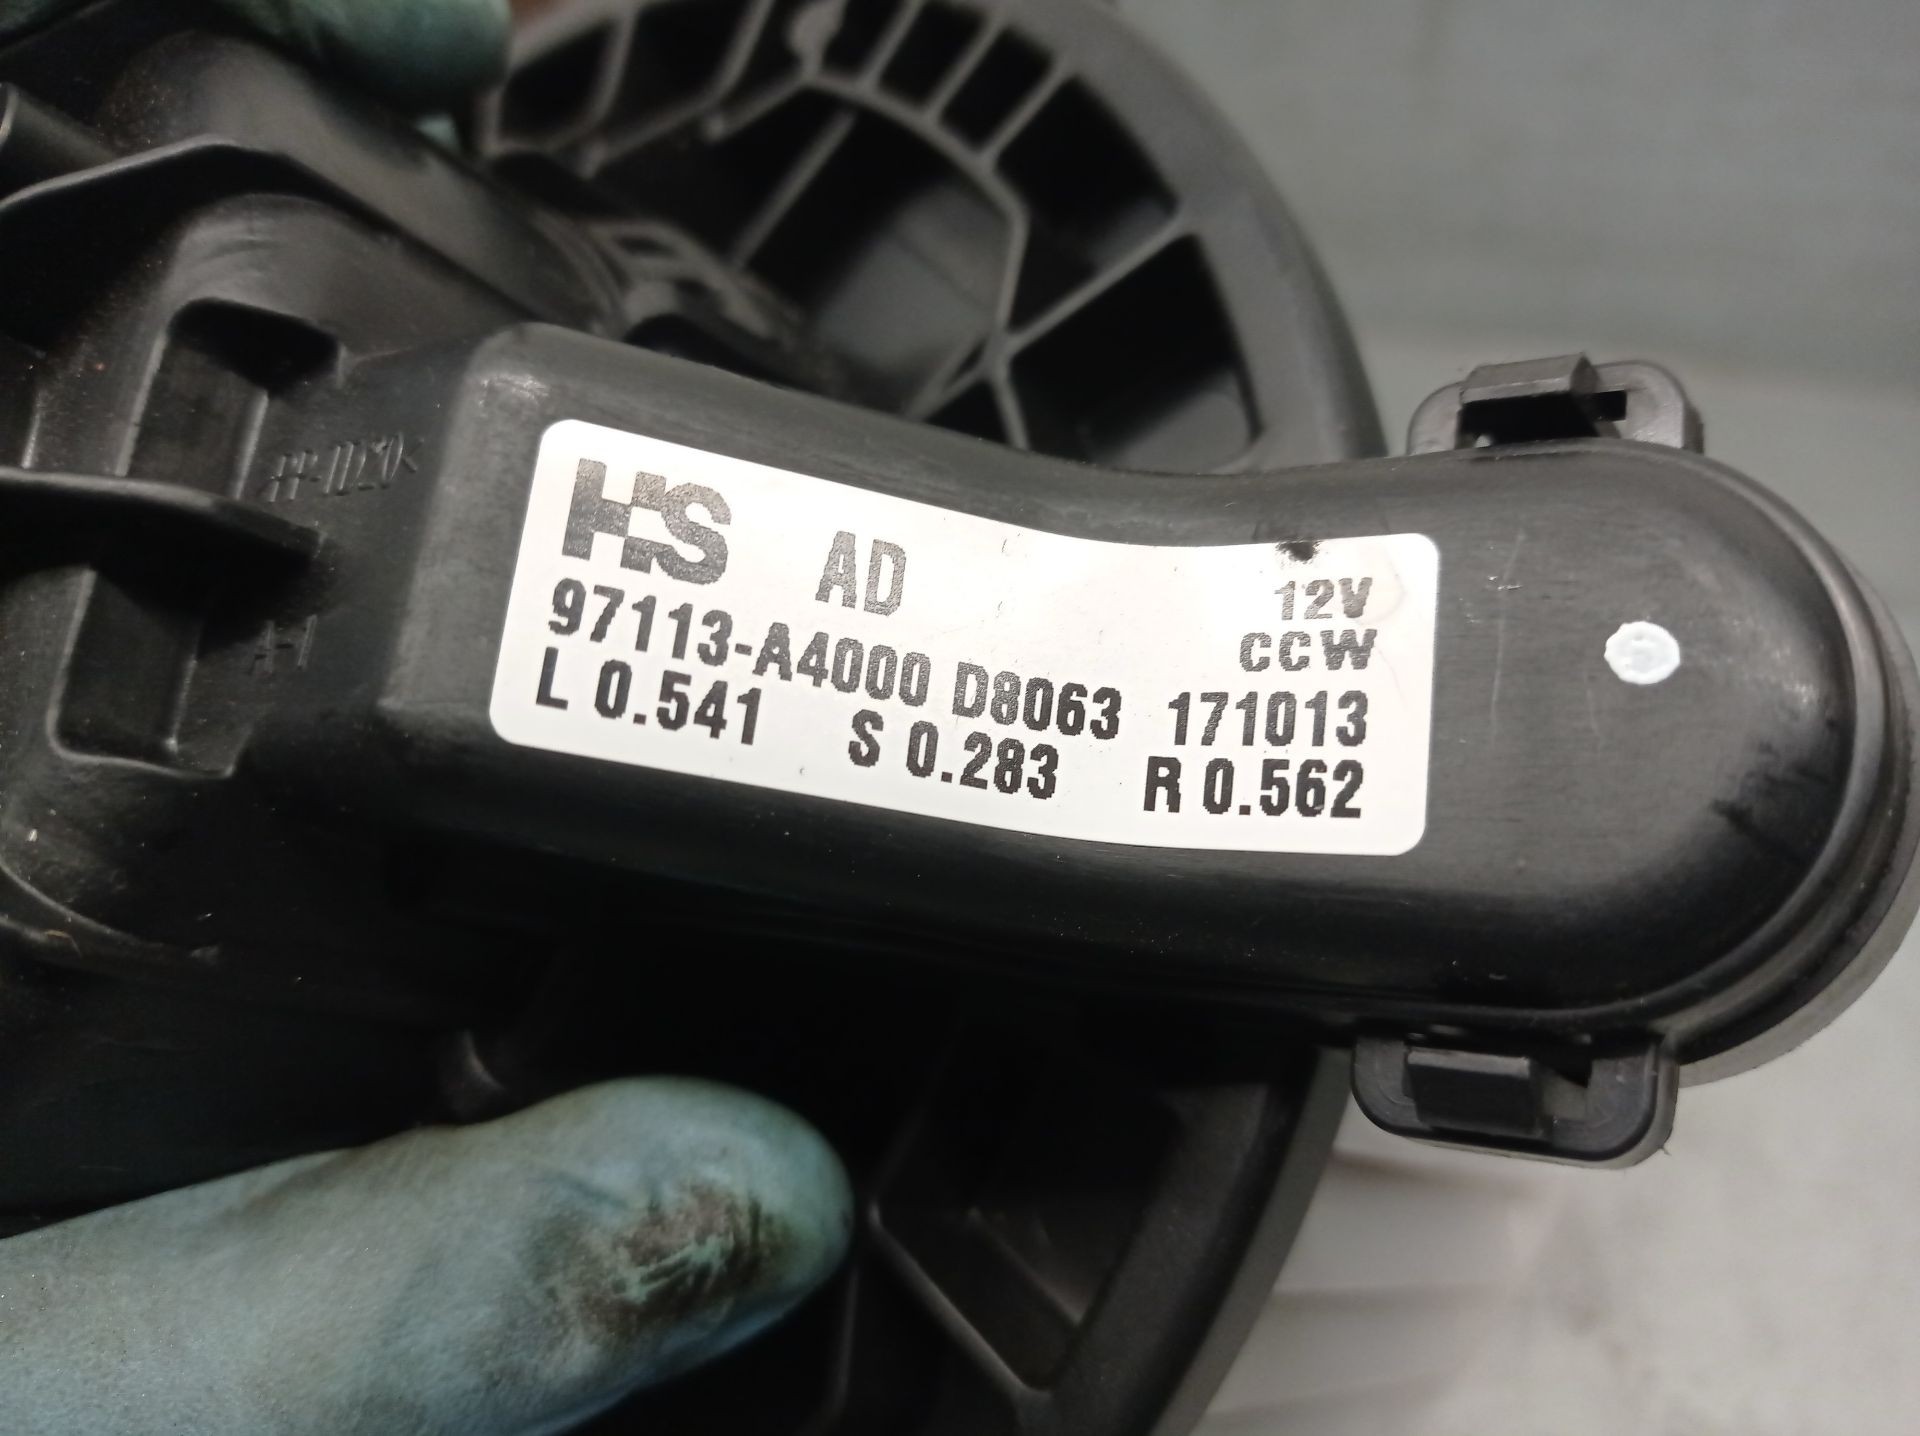 HS AD 12V
CCW
97113-A4000 D8063 171013
L 0.541 S 0.283 R 0.562